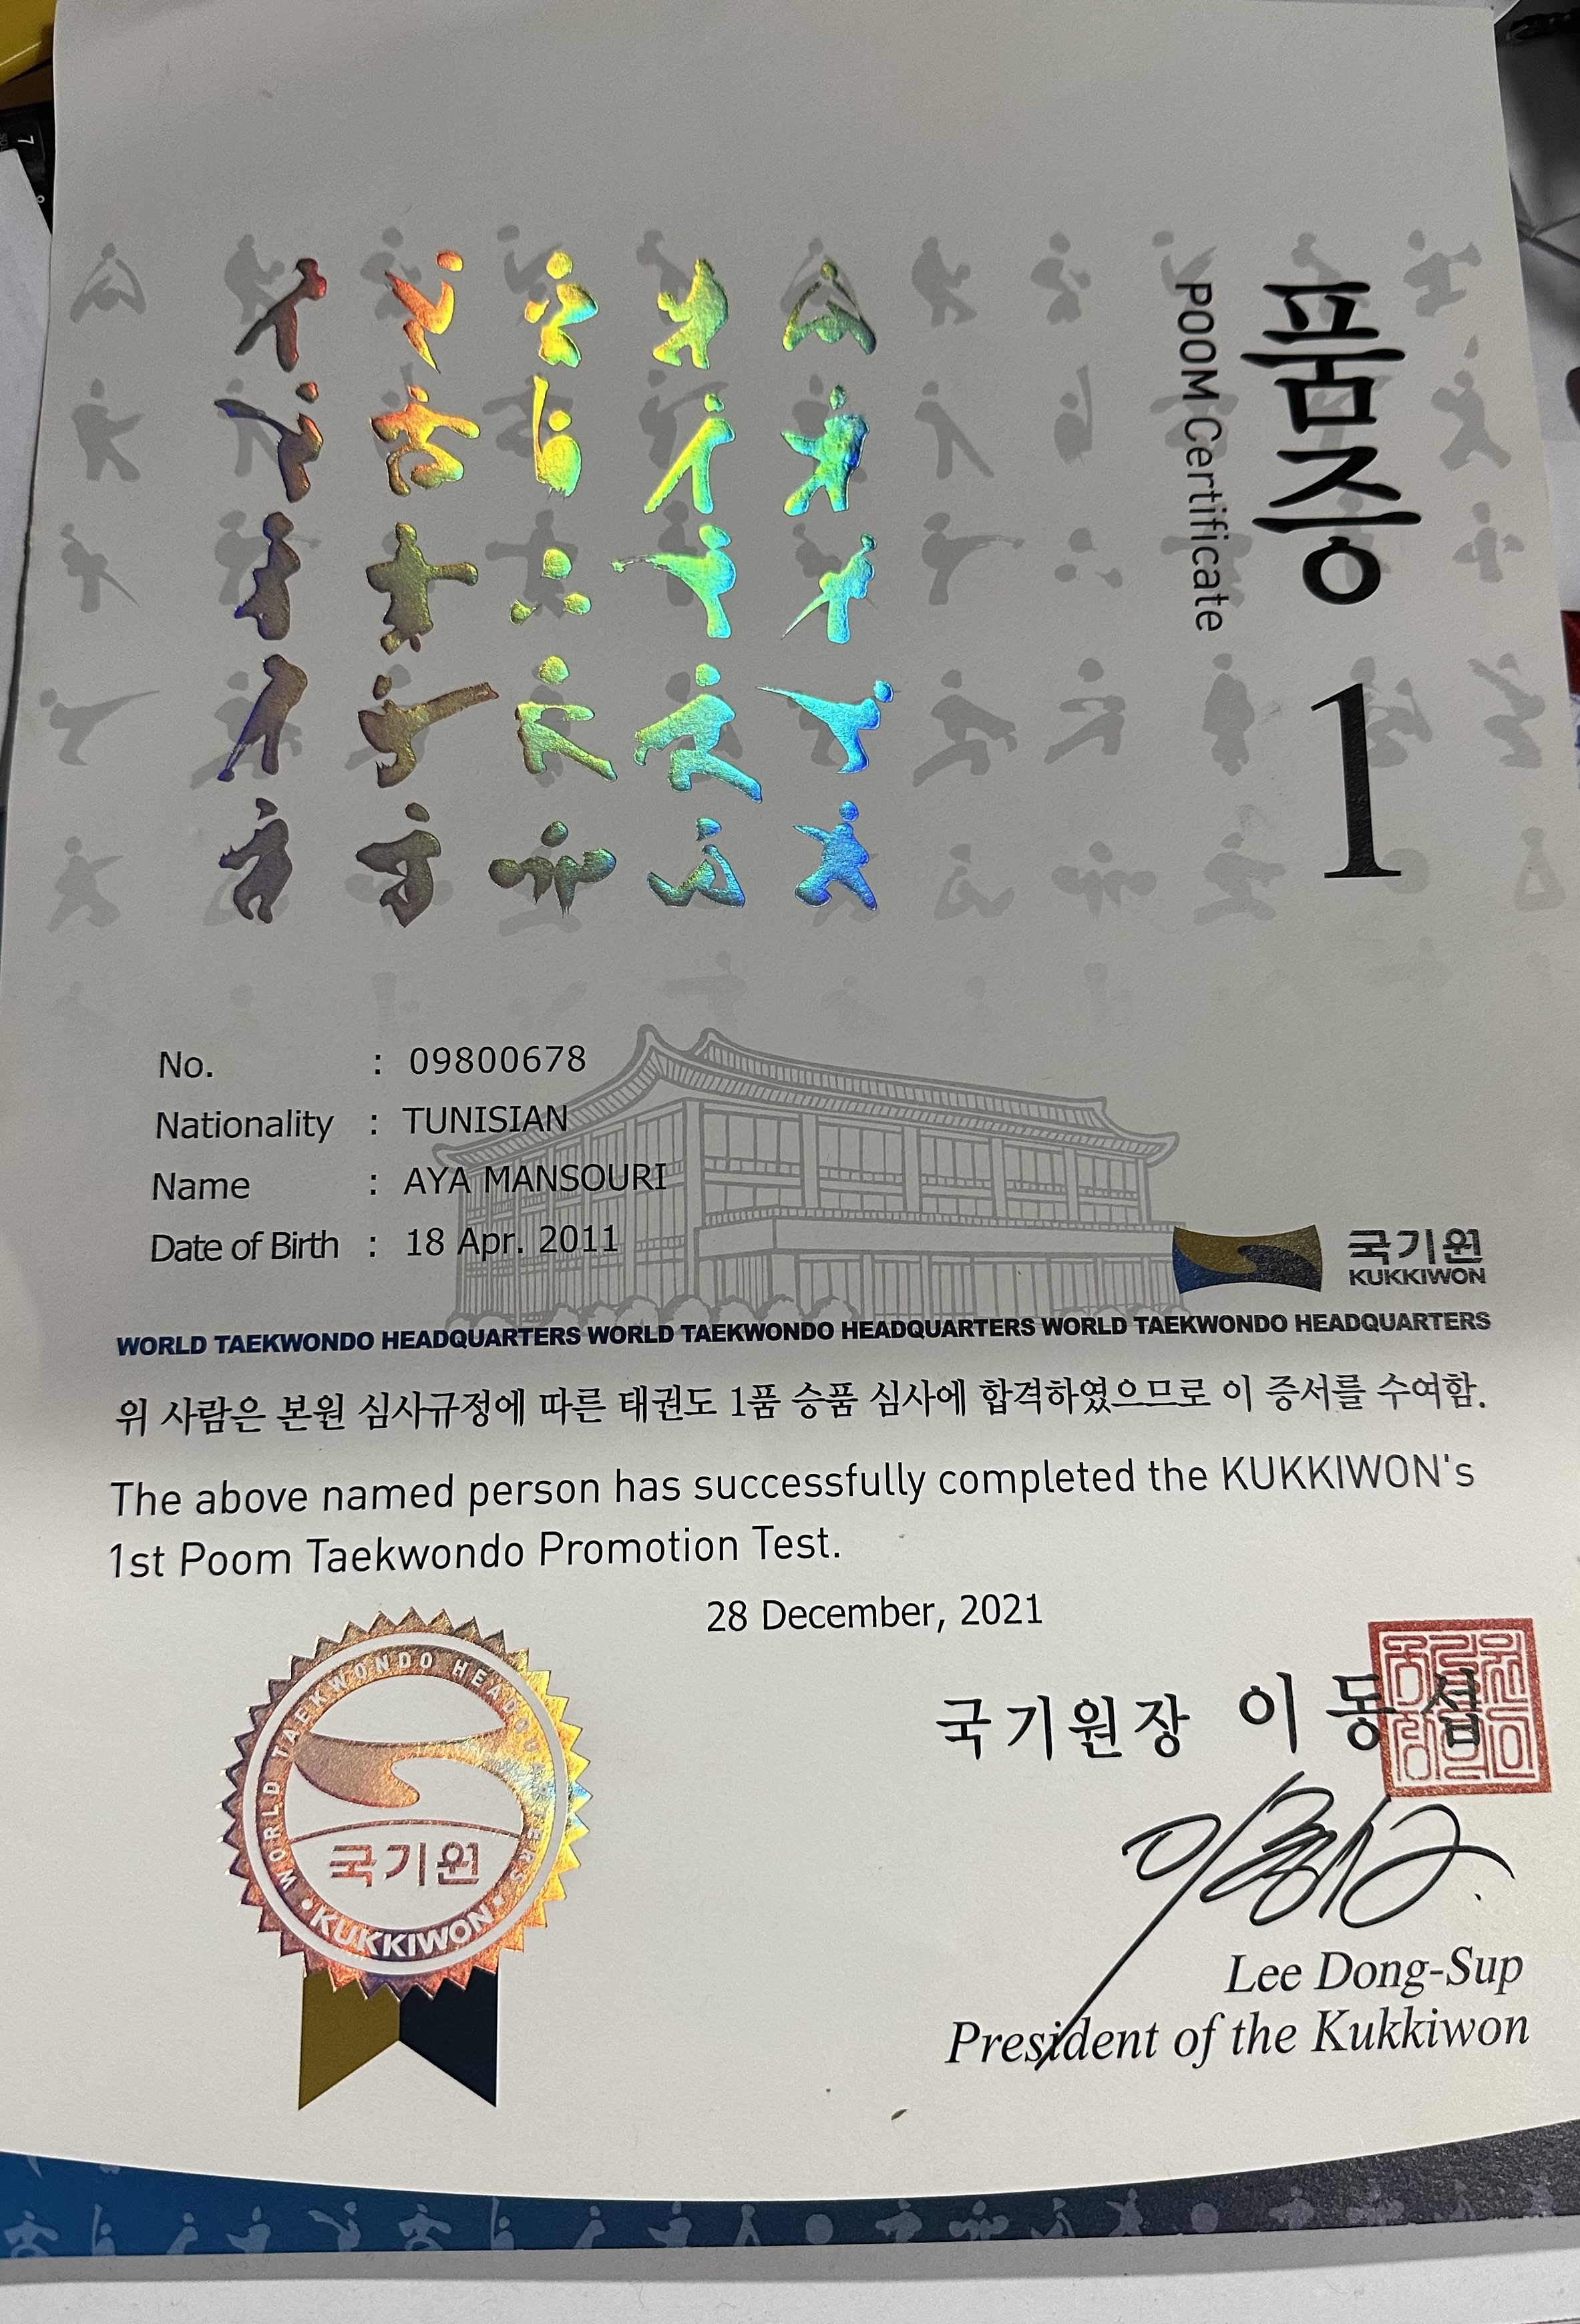 품증 1
POOM Certificate
No. : 09800678
Nationality : TUNISIAN
Name : AYA MANSOURI
Date of Birth : 18 Apr. 2011
국기원
KUKKIWON
WORLD TAEKWONDO HEADQUARTERS WORLD TAEKWONDO HEADQUARTERS WORLD TAEKWONDO HEADQUARTERS
위 사람은 본원 심사규정에 따른 태권도 1품 승품 심사에 합격하였으므로 이 증서를 수여함.
The above named person has successfully completed the KUKKIWON's
1st Poom Taekwondo Promotion Test.
28 December, 2021
WORLD TAEKWONDO HEADQUARTERS
국기원
KUKKIWON
국기원장 이동섭
Lee Dong-Sup
President of the Kukkiwon